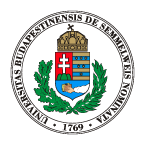 UNIVERSITAS BUDAPESTINENSIS DE SEMMELWEIS NOMINATA
· 1769 ·